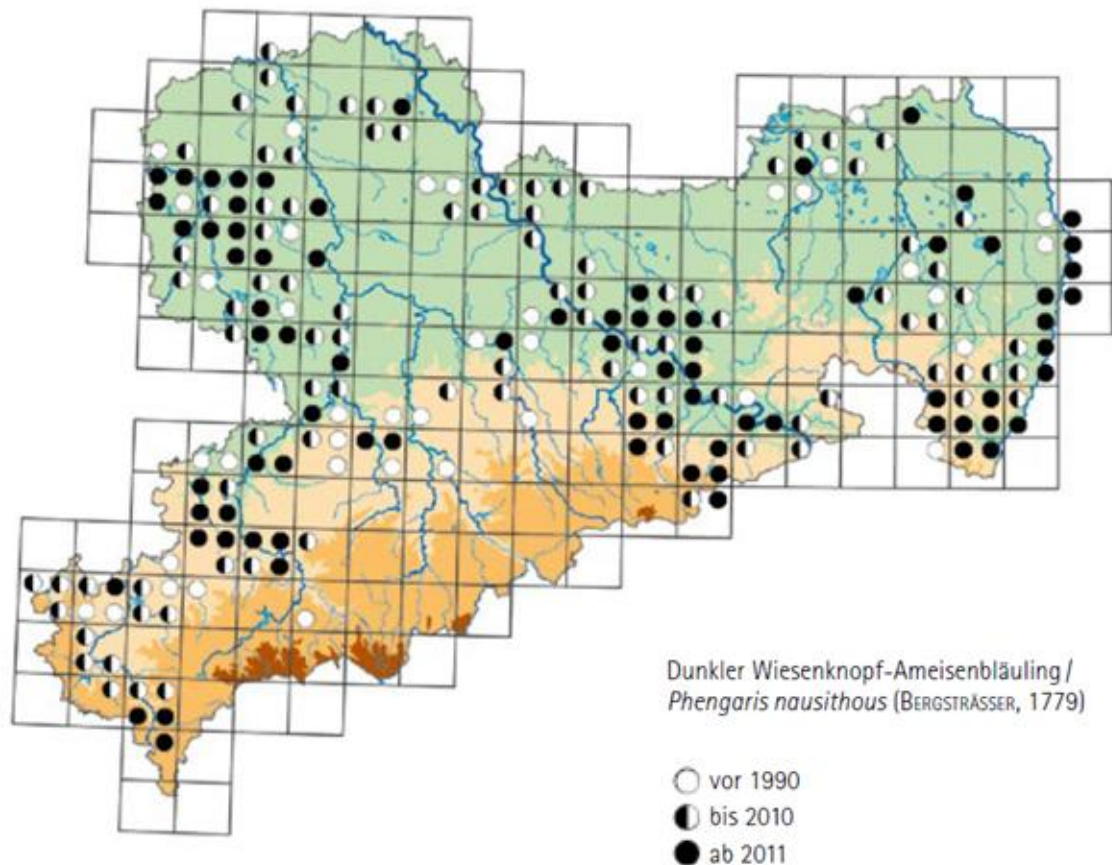 Dunkler Wiesenknopf-Ameisenbläuling /
Phengaris nausithous (BERGSTRÄSSER, 1779)
vor 1990
bis 2010
ab 2011